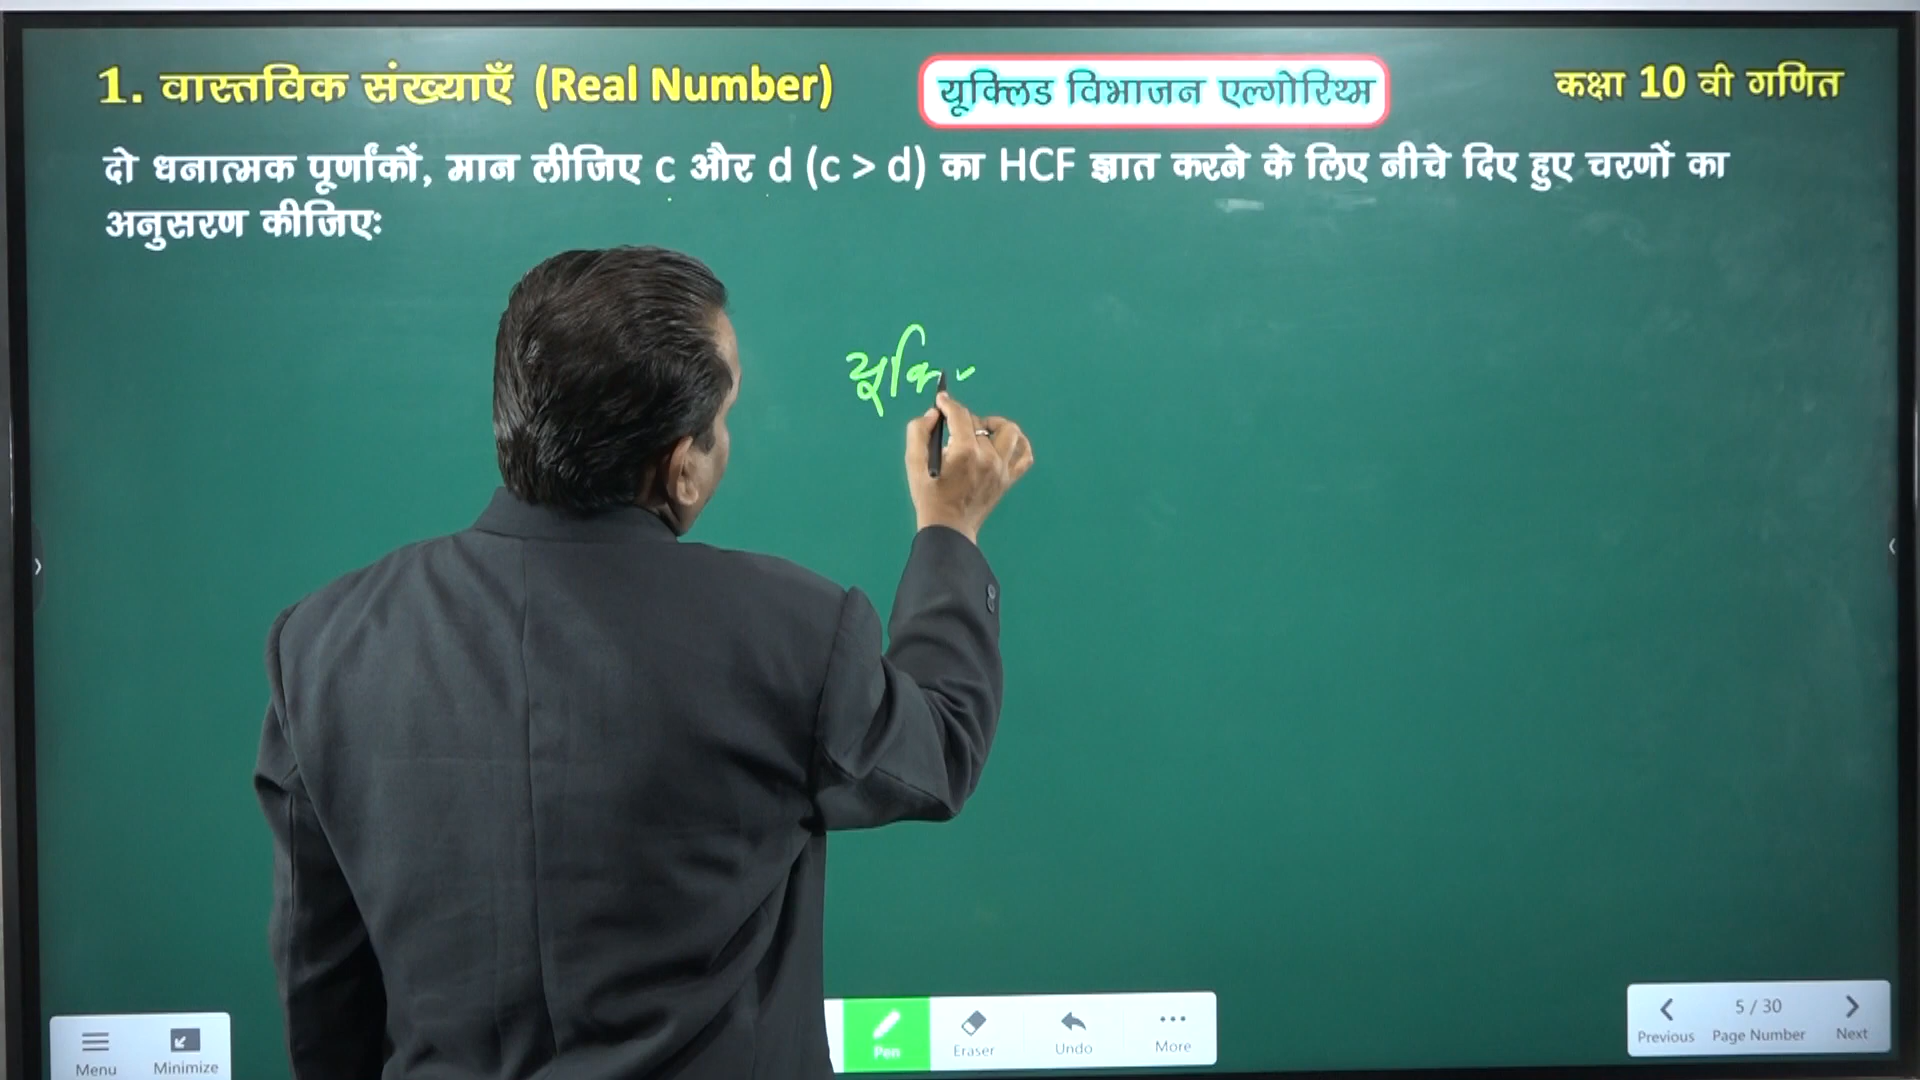 1. वास्तविक संख्याएँ (Real Number)
यूक्लिड विभाजन एल्गोरिथ्म
कक्षा 10 वी गणित
दो धनात्मक पूर्णांकों, मान लीजिए c और d (c > d) का HCF ज्ञात करने के लिए नीचे दिए हुए चरणों का
अनुसरण कीजिएः
Menu
Minimize
Pen
Eraser
Undo
More
Previous
5 / 30
Page Number
Next